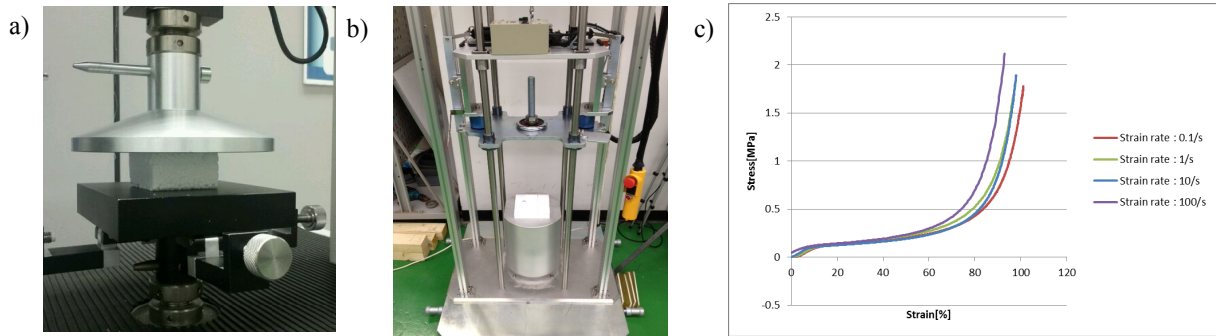 a)
b)
c)
2.5
2
1.5
1
0.5
0
-0.5
Stress[MPa]
0 20 40 60 80 100 120
Strain[%]
Strain rate : 0.1/s
Strain rate : 1/s
Strain rate : 10/s
Strain rate : 100/s